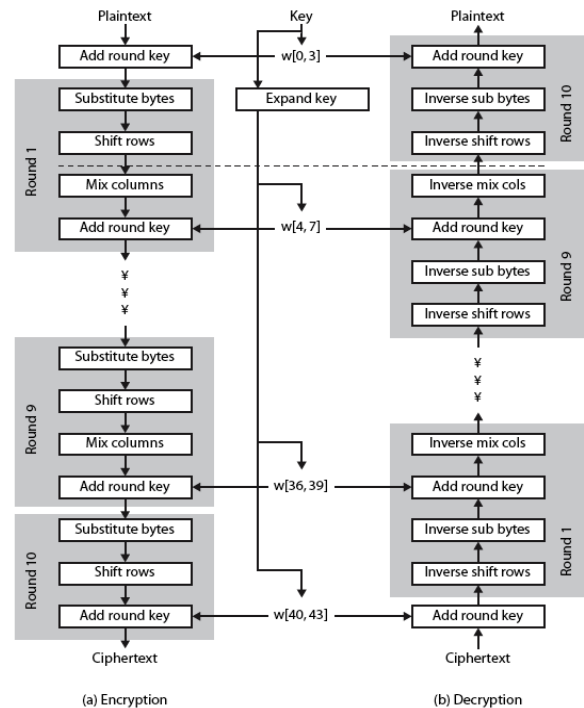 Plaintext
Add round key
Round 1
Substitute bytes
Shift rows
Mix columns
Add round key
¥
¥
¥
Round 9
Substitute bytes
Shift rows
Mix columns
Add round key
Round 10
Substitute bytes
Shift rows
Add round key
Ciphertext
(a) Encryption
Key
w[0, 3]
Expand key
w[4, 7]
w[36, 39]
w[40, 43]
Plaintext
Add round key
Inverse sub bytes
Inverse shift rows
Round 10
Inverse mix cols
Add round key
Inverse sub bytes
Inverse shift rows
Round 9
¥
¥
¥
Inverse mix cols
Add round key
Inverse sub bytes
Inverse shift rows
Round 1
Add round key
Ciphertext
(b) Decryption